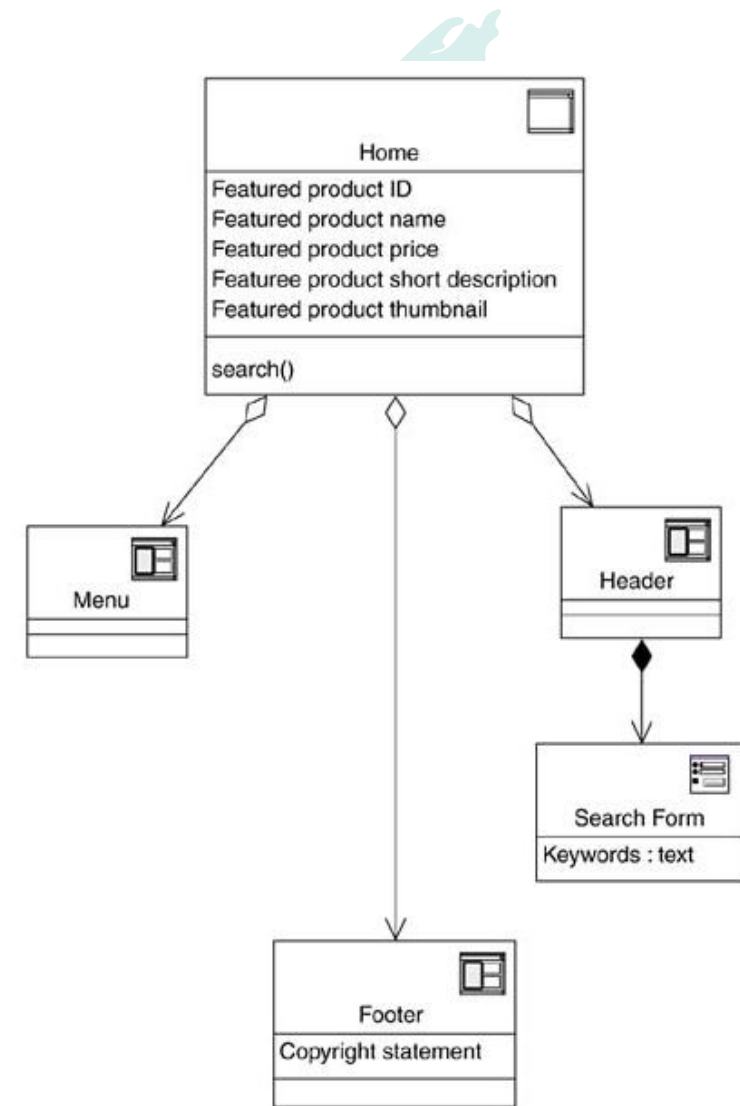 Home
Featured product ID
Featured product name
Featured product price
Featuree product short description
Featured product thumbnail
search()
Menu
Header
Search Form
Keywords : text
Footer
Copyright statement